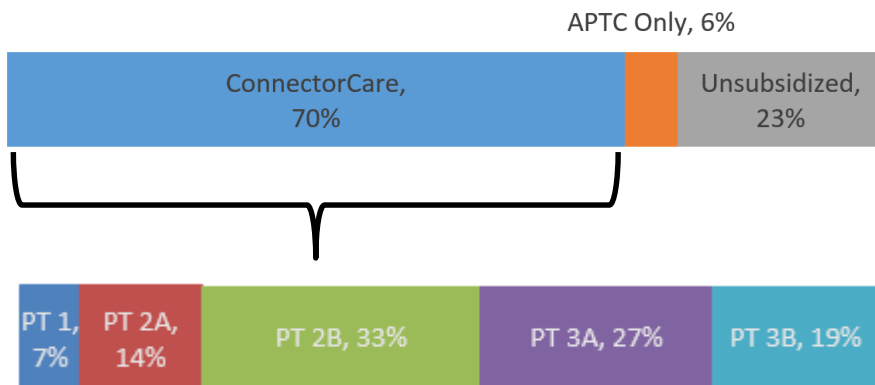 APTC Only, 6%
ConnectorCare,
70%
Unsubsidized,
23%
PT 1,
7%
PT 2A,
14%
PT 2B, 33%
PT 3A, 27%
PT 3B, 19%